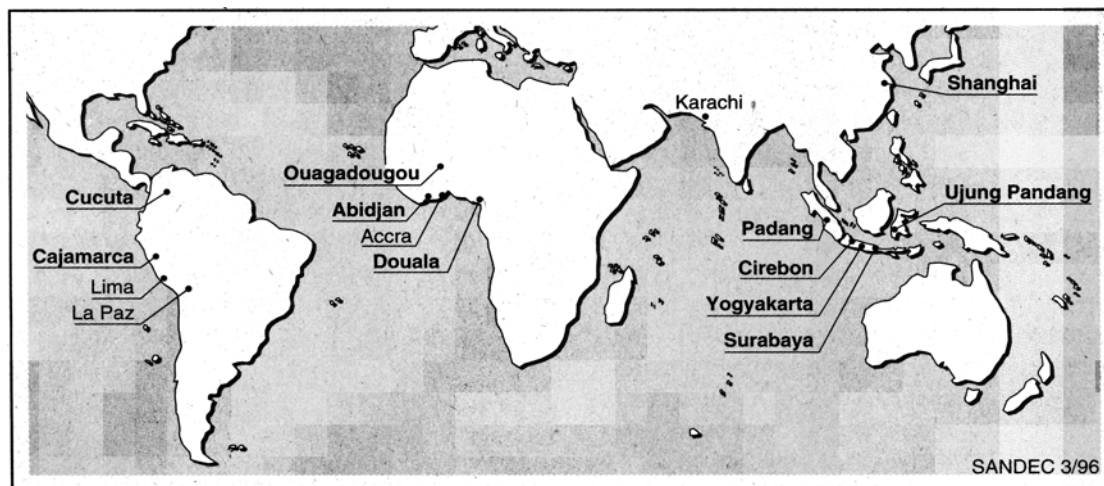 Shanghai
Karachi
Ouagadougou
Cucuta
Abidjan
Ujung Pandang
Accra
Padang
Cajamarca
Douala
Cirebon
Lima
Yogyakarta
La Paz
Surabaya
SANDEC 3/96